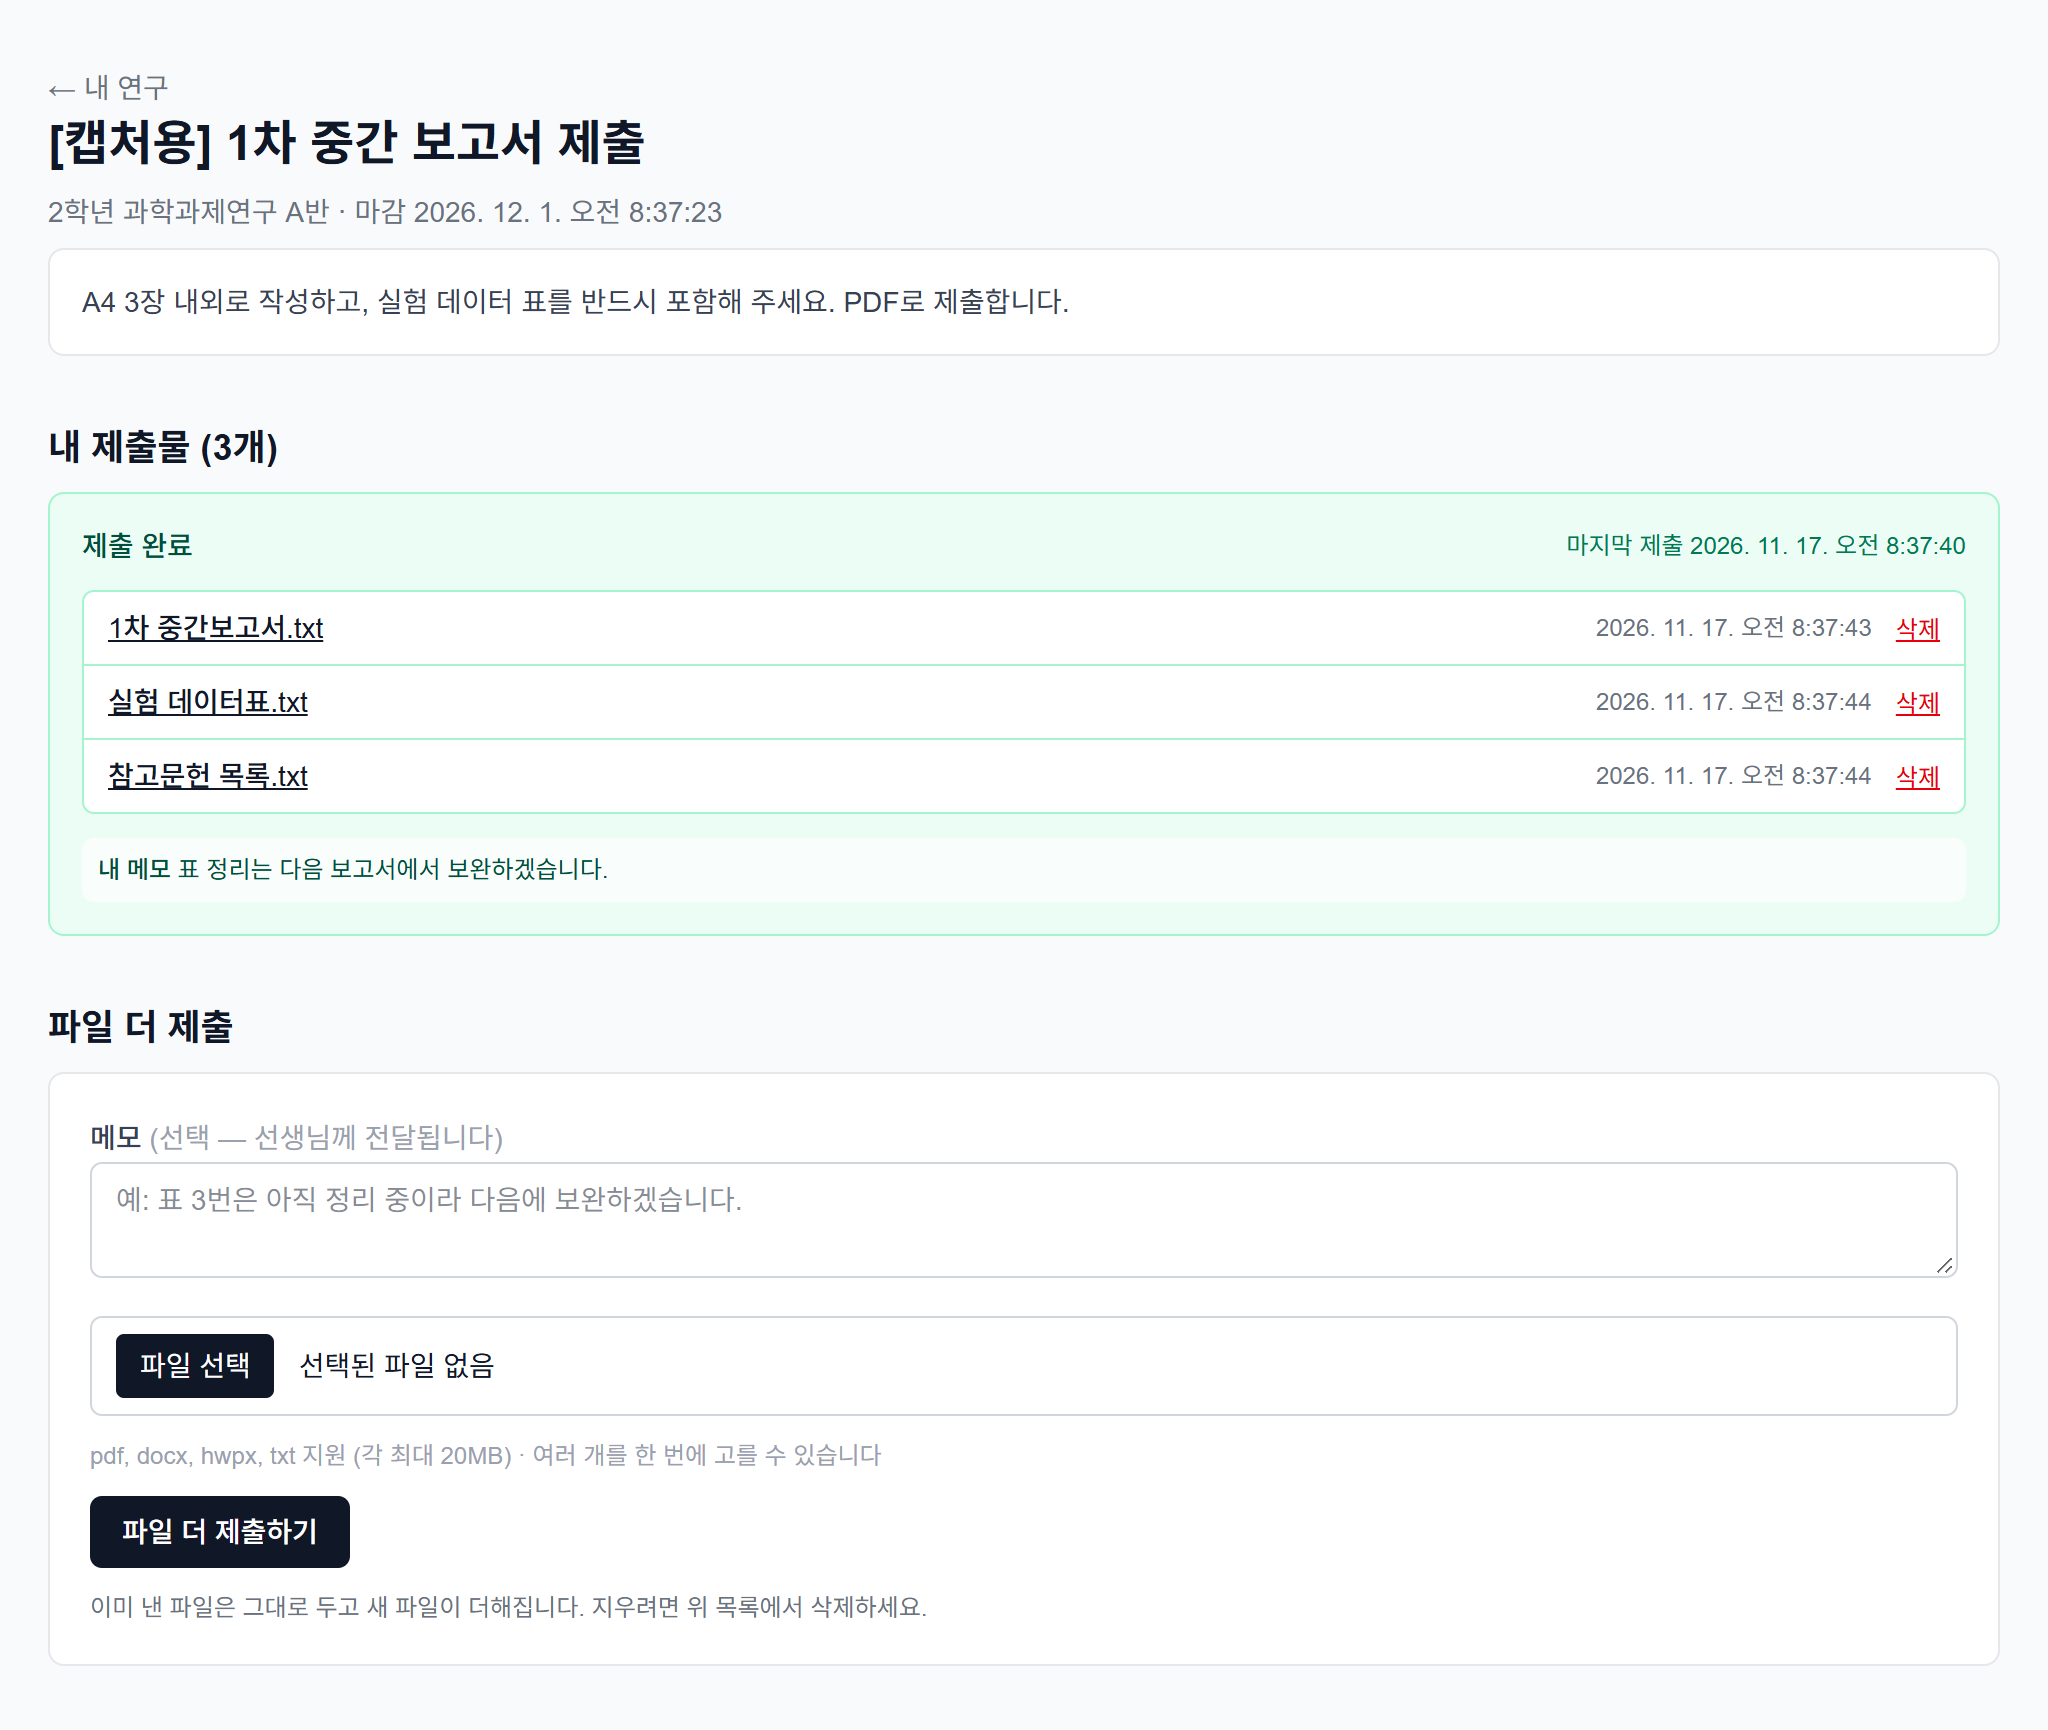 ← 내 연구
[캡처용] 1차 중간 보고서 제출
2학년 과학과제연구 A반 · 마감 2026. 12. 1. 오전 8:37:23
A4 3장 내외로 작성하고, 실험 데이터 표를 반드시 포함해 주세요. PDF로 제출합니다.
내 제출물 (3개)
제출 완료 마지막 제출 2026. 11. 17. 오전 8:37:40
1차 중간보고서.txt 2026. 11. 17. 오전 8:37:43 삭제
실험 데이터표.txt 2026. 11. 17. 오전 8:37:44 삭제
참고문헌 목록.txt 2026. 11. 17. 오전 8:37:44 삭제
내 메모 표 정리는 다음 보고서에서 보완하겠습니다.
파일 더 제출
메모 (선택 — 선생님께 전달됩니다)
예: 표 3번은 아직 정리 중이라 다음에 보완하겠습니다.
파일 선택 선택된 파일 없음
pdf, docx, hwpx, txt 지원 (각 최대 20MB) · 여러 개를 한 번에 고를 수 있습니다
파일 더 제출하기
이미 낸 파일은 그대로 두고 새 파일이 더해집니다. 지우려면 위 목록에서 삭제하세요.